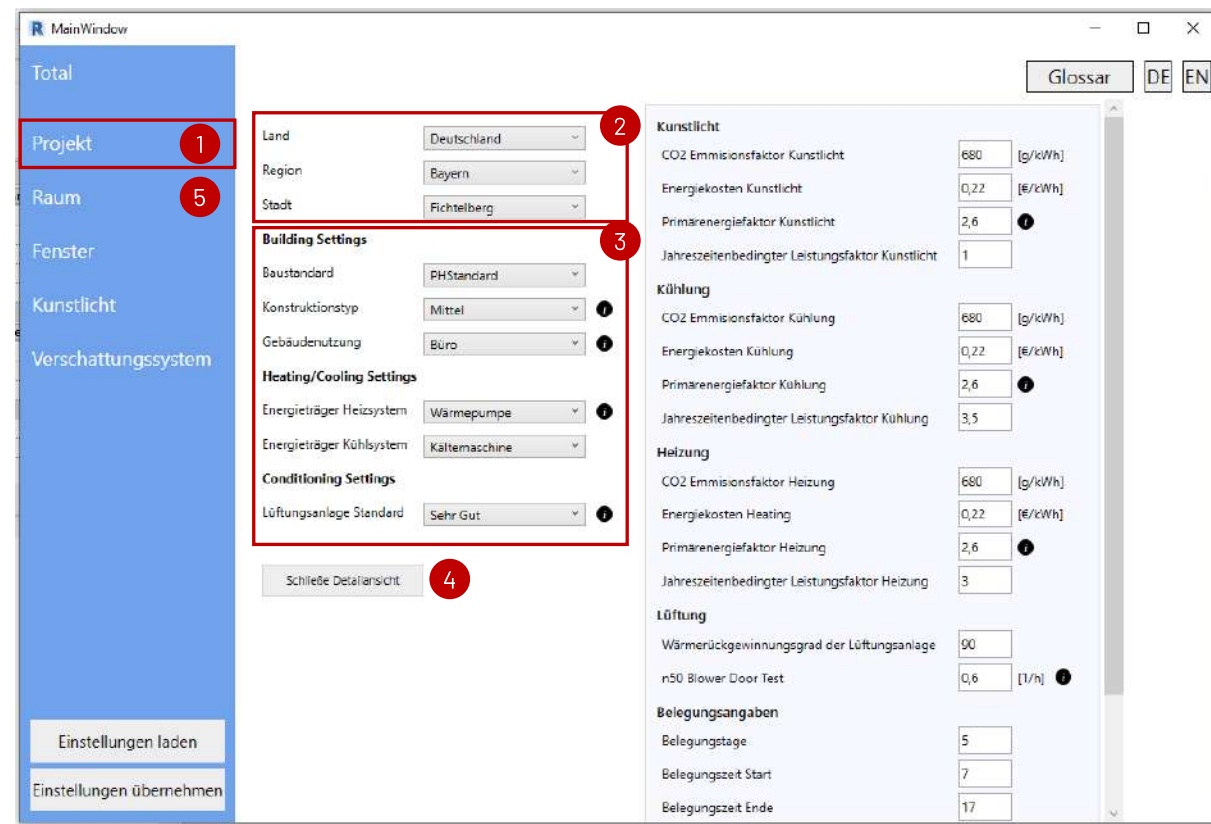 MainWindow
Total
Glossar DE EN
Projekt 1
Raum 5
Fenster
Kunstlicht
Verschattungssystem
Einstellungen laden
Einstellungen übernehmen
2
Land Deutschland
Region Bayern
Stadt Fichtelberg
3
Building Settings
Baustandard PHStandard
Konstruktionstyp Mittel i
Gebäudenutzung Büro i
Heating/Cooling Settings
Energieträger Heizsystem Wärmepumpe i
Energieträger Kühlsystem Kältemaschine
Conditioning Settings
Lüftungsanlage Standard Sehr Gut i
Schließe Detailansicht 4
Kunstlicht
CO2 Emmisionsfaktor Kunstlicht 680 [g/kWh]
Energiekosten Kunstlicht 0,22 [€/kWh]
Primärenergiefaktor Kunstlicht 2,6 i
Jahreszeitenbedingter Leistungsfaktor Kunstlicht 1
Kühlung
CO2 Emmisionsfaktor Kühlung 680 [g/kWh]
Energiekosten Kühlung 0,22 [€/kWh]
Primärenergiefaktor Kühlung 2,6 i
Jahreszeitenbedingter Leistungsfaktor Kühlung 3,5
Heizung
CO2 Emmisionsfaktor Heizung 680 [g/kWh]
Energiekosten Heating 0,22 [€/kWh]
Primärenergiefaktor Heizung 2,6 i
Jahreszeitenbedingter Leistungsfaktor Heizung 3
Lüftung
Wärmerückgewinnungsgrad der Lüftungsanlage 90
n50 Blower Door Test 0,6 [1/h] i
Belegungsangaben
Belegungstage 5
Belegungszeit Start 7
Belegungszeit Ende 17